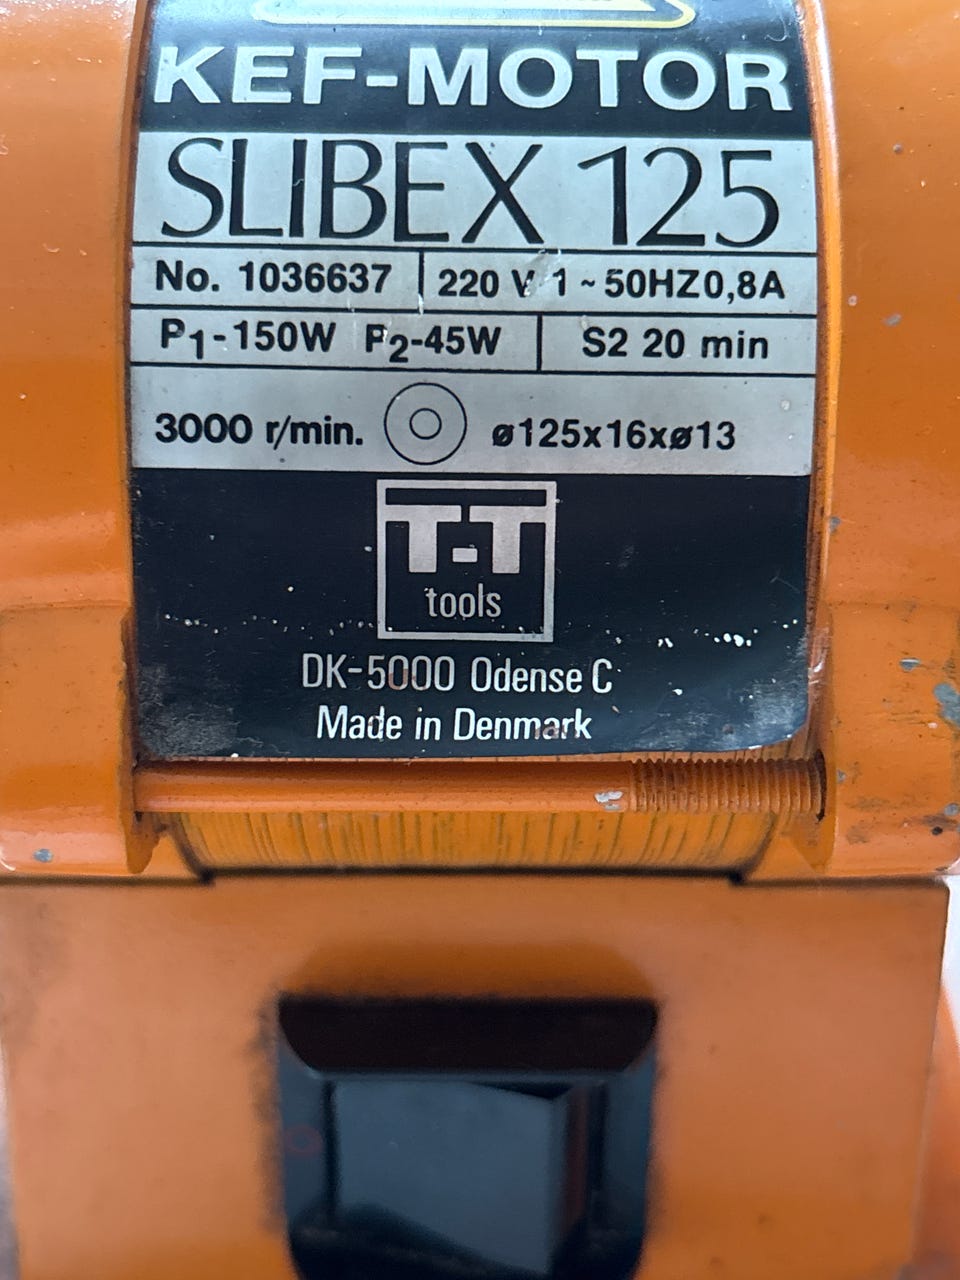 KEF-MOTOR
SLIBEX 125
No. 1036637 220 V 1 ~ 50HZ0,8A
P1-150W P2-45W S2 20 min
3000 r/min. ø125x16xø13
T-T
tools
DK-5000 Odense C
Made in Denmark